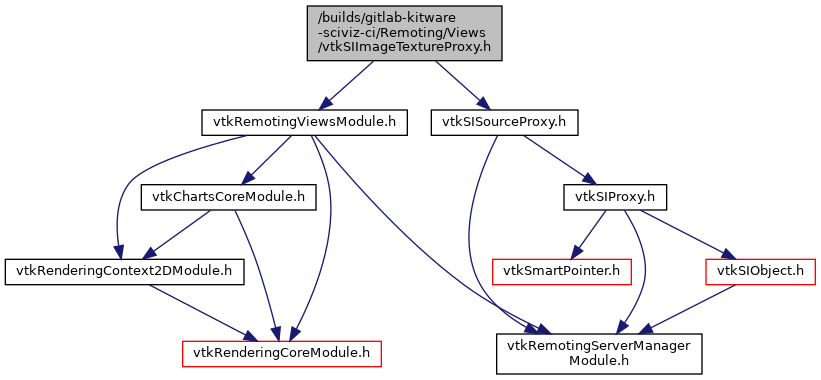 /builds/gitlab-kitware
-sciviz-ci/Remoting/Views
/vtkSIImageTextureProxy.h
vtkRemotingViewsModule.h
vtkSISourceProxy.h
vtkChartsCoreModule.h
vtkSIProxy.h
vtkRenderingContext2DModule.h
vtkSmartPointer.h
vtkSIObject.h
vtkRenderingCoreModule.h
vtkRemotingServerManager
Module.h